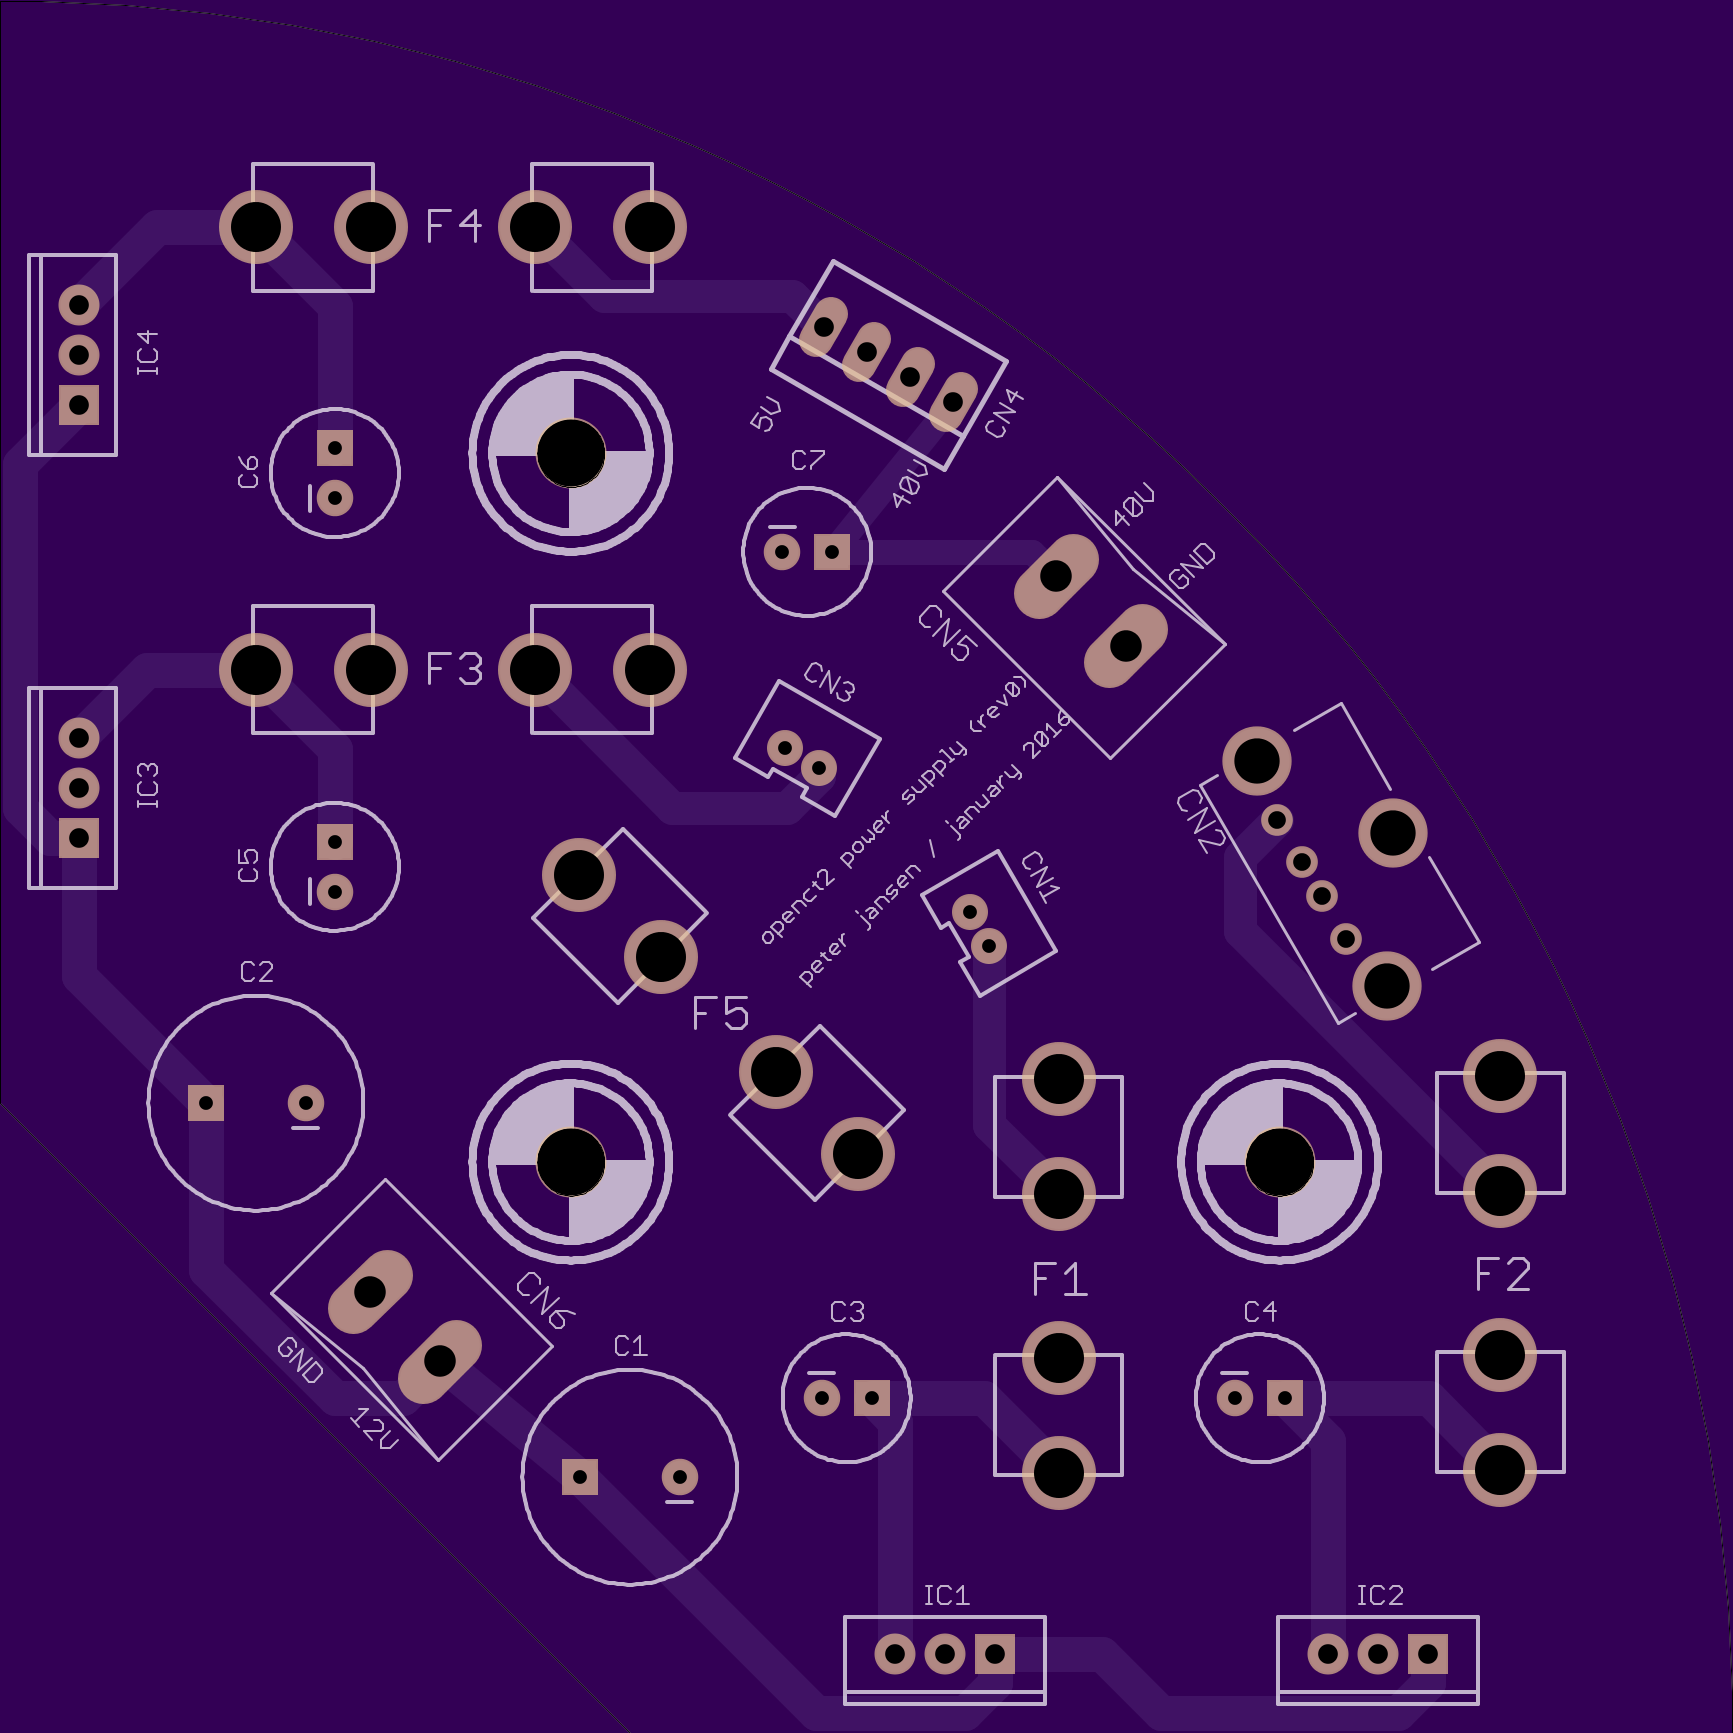 F4
IC4
5V
CN4
C6
C7
40V
40V
GND
CN5
F3
CN3
IC3
CN2
openct2 power supply (rev0)
peter jansen / january 2016
C5
CN1
C2
F5
F1
F2
CN6
C3
C4
GND
C1
12V
IC1
IC2